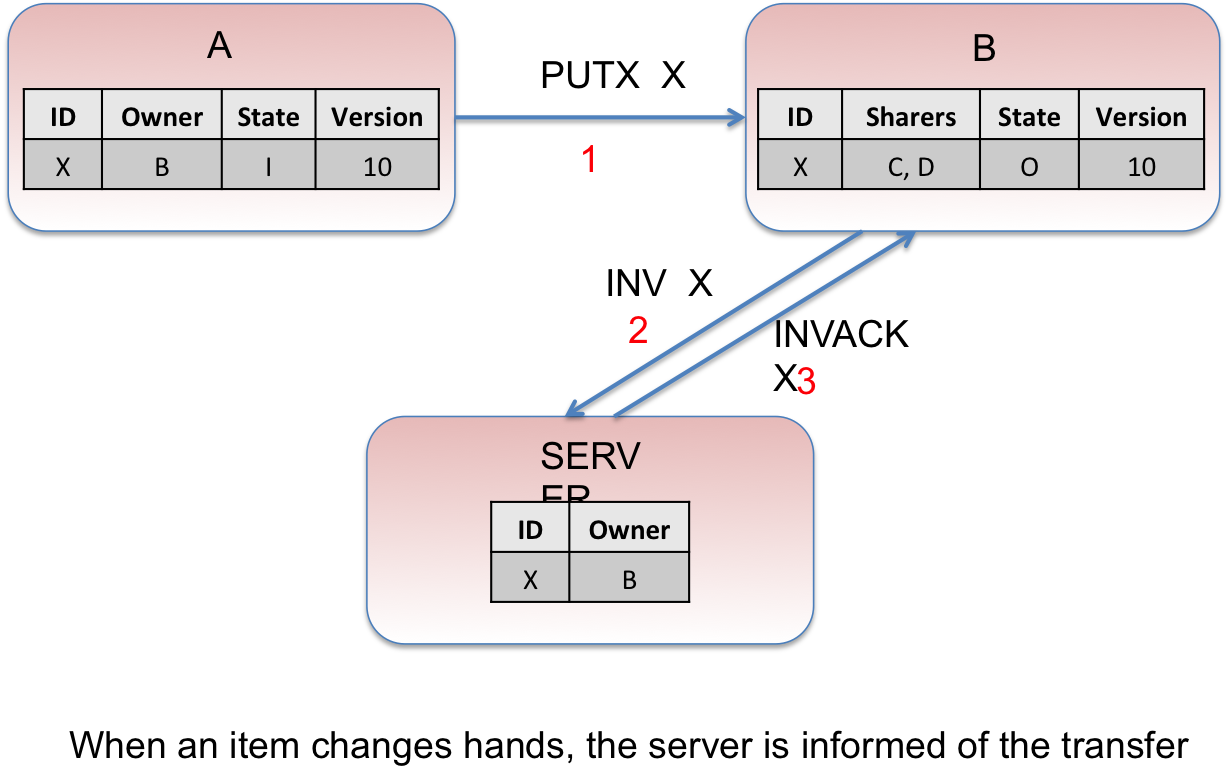 A
ID Owner State Version
X B I 10
PUTX X
1
B
ID Sharers State Version
X C, D O 10
INV X
2
INVACK
X3
SERV
ER
ID Owner
X B
When an item changes hands, the server is informed of the transfer